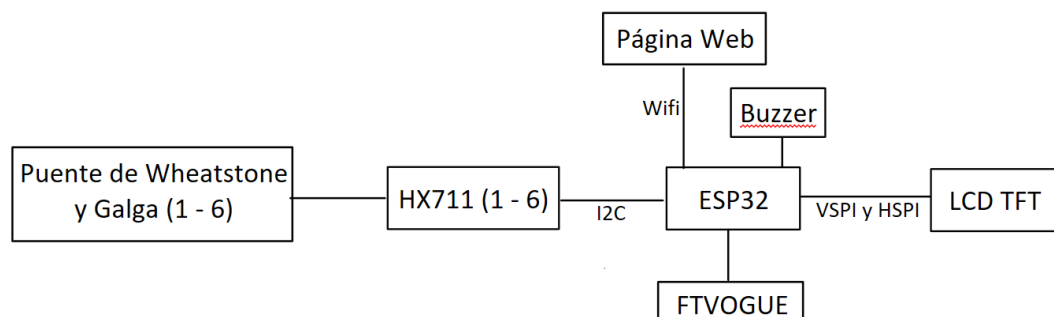 Página Web
Wifi
Buzzer
Puente de Wheatstone
y Galga (1 - 6)
HX711 (1 - 6)
I2C
ESP32
VSPI y HSPI
LCD TFT
FTVOGUE